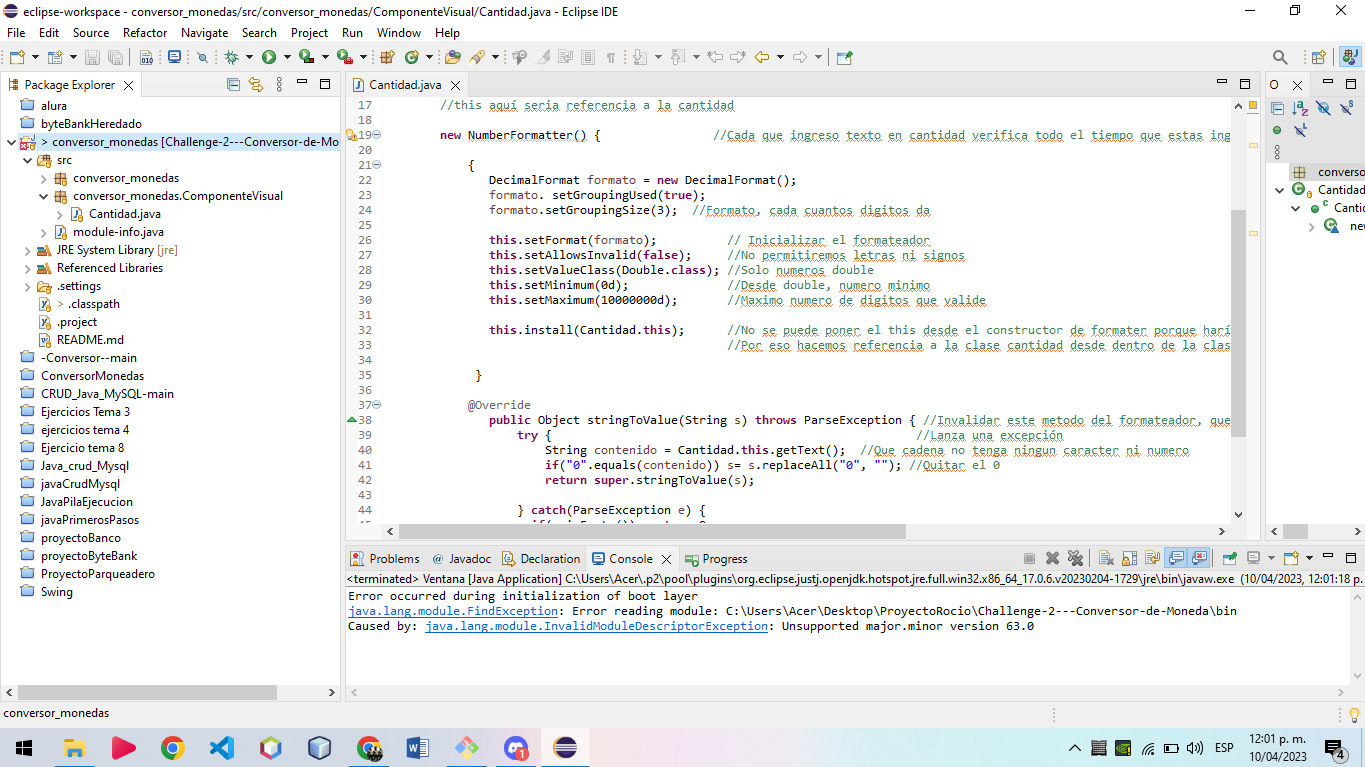 eclipse-workspace - conversor_monedas/src/conversor_monedas/ComponenteVisual/Cantidad.java - Eclipse IDE
File Edit Source Refactor Navigate Search Project Run Window Help
Package Explorer
alura
byteBankHeredado
> conversor_monedas [Challenge-2---Conversor-de-Mo
src
conversor_monedas
conversor_monedas.ComponenteVisual
Cantidad.java
module-info.java
JRE System Library [jre]
Referenced Libraries
.settings
> .classpath
.project
README.md
-Conversor--main
ConversorMonedas
CRUD_Java_MySQL-main
Ejercicios Tema 3
ejercicios tema 4
Ejercicio tema 8
Java_crud_Mysql
javaCrudMysql
JavaPilaEjecucion
javaPrimerosPasos
proyectoBanco
proyectoByteBank
ProyectoParqueadero
Swing
Cantidad.java
17 //this aquí seria referencia a la cantidad
18
19 new NumberFormatter() { //Cada que ingreso texto en cantidad verifica todo el tiempo que estas ing
20
21 {
22 DecimalFormat formato = new DecimalFormat();
23 formato. setGroupingUsed(true);
24 formato.setGroupingSize(3); //Formato, cada cuantos digitos da
25
26 this.setFormat(formato); // Inicializar el formateador
27 this.setAllowsInvalid(false); //No permitiremos letras ni signos
28 this.setValueClass(Double.class); //Solo numeros double
29 this.setMinimum(0d); //Desde double, numero minimo
30 this.setMaximum(10000000d); //Maximo numero de digitos que valide
31
32 this.install(Cantidad.this); //No se puede poner el this desde el constructor de formater porque harí
33 //Por eso hacemos referencia a la clase cantidad desde dentro de la clas
34
35 }
36
37 @Override
38 public Object stringToValue(String s) throws ParseException { //Invalidar este metodo del formateador, que
39 try { //Lanza una excepción
40 String contenido = Cantidad.this.getText(); //Que cadena no tenga ningun caracter ni numero
41 if("0".equals(contenido)) s= s.replaceAll("0", ""); //Quitar el 0
42 return super.stringToValue(s);
43
44 } catch(ParseException e) {
O
converso
Cantidad
Canti
nev
Problems @ Javadoc Declaration Console Progress
<terminated> Ventana [Java Application] C:\Users\Acer\.p2\pool\plugins\org.eclipse.justj.openjdk.hotspot.jre.full.win32.x86_64_17.0.6.v20230204-1729\jre\bin\javaw.exe (10/04/2023, 12:01:18 p.
Error occurred during initialization of boot layer
java.lang.module.FindException: Error reading module: C:\Users\Acer\Desktop\ProyectoRocio\Challenge-2---Conversor-de-Moneda\bin
Caused by: java.lang.module.InvalidModuleDescriptorException: Unsupported major.minor version 63.0
conversor_monedas
1
ESP
12:01 p. m.
10/04/2023
4